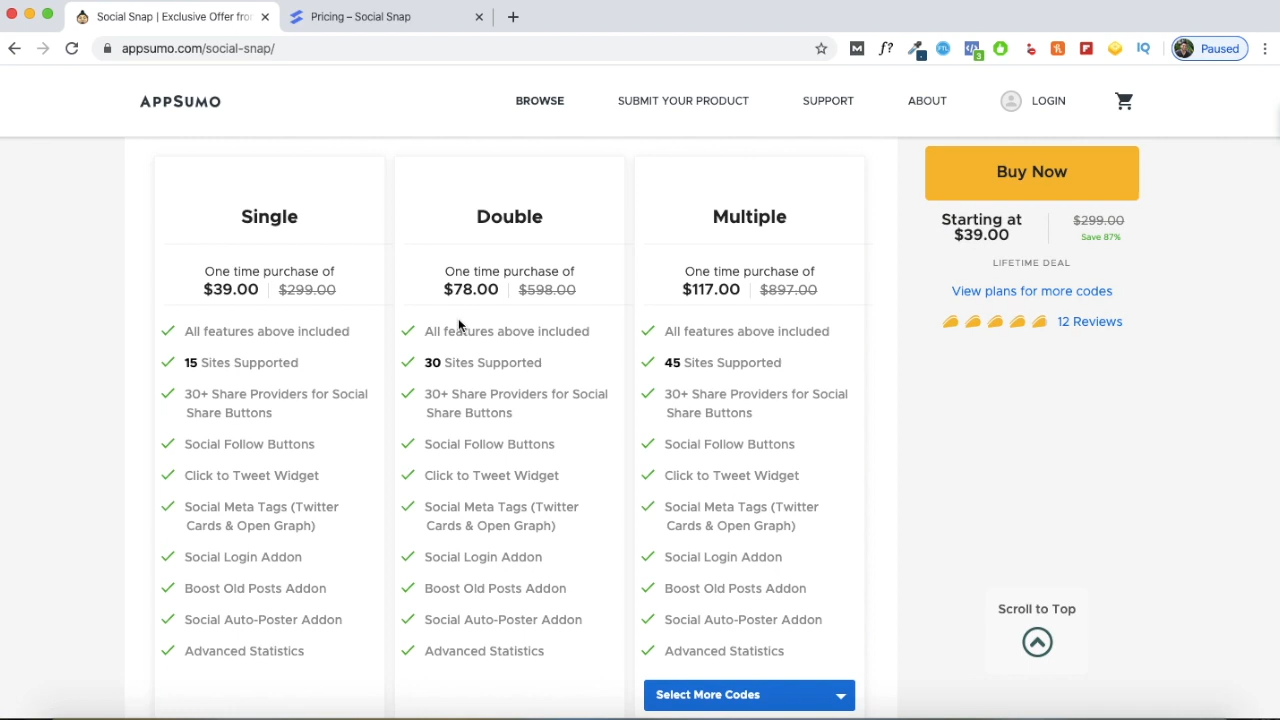 Social Snap | Exclusive Offer fro
Pricing – Social Snap
appsumo.com/social-snap/
Paused
APPSUMO
BROWSE
SUBMIT YOUR PRODUCT
SUPPORT
ABOUT
LOGIN
Single
One time purchase of
$39.00 $299.00
All features above included
15 Sites Supported
30+ Share Providers for Social
Share Buttons
Social Follow Buttons
Click to Tweet Widget
Social Meta Tags (Twitter
Cards & Open Graph)
Social Login Addon
Boost Old Posts Addon
Social Auto-Poster Addon
Advanced Statistics
Double
One time purchase of
$78.00 $598.00
All features above included
30 Sites Supported
30+ Share Providers for Social
Share Buttons
Social Follow Buttons
Click to Tweet Widget
Social Meta Tags (Twitter
Cards & Open Graph)
Social Login Addon
Boost Old Posts Addon
Social Auto-Poster Addon
Advanced Statistics
Multiple
One time purchase of
$117.00 $897.00
All features above included
45 Sites Supported
30+ Share Providers for Social
Share Buttons
Social Follow Buttons
Click to Tweet Widget
Social Meta Tags (Twitter
Cards & Open Graph)
Social Login Addon
Boost Old Posts Addon
Social Auto-Poster Addon
Advanced Statistics
Select More Codes
Buy Now
Starting at
$39.00
$299.00
Save 87%
LIFETIME DEAL
View plans for more codes
12 Reviews
Scroll to Top